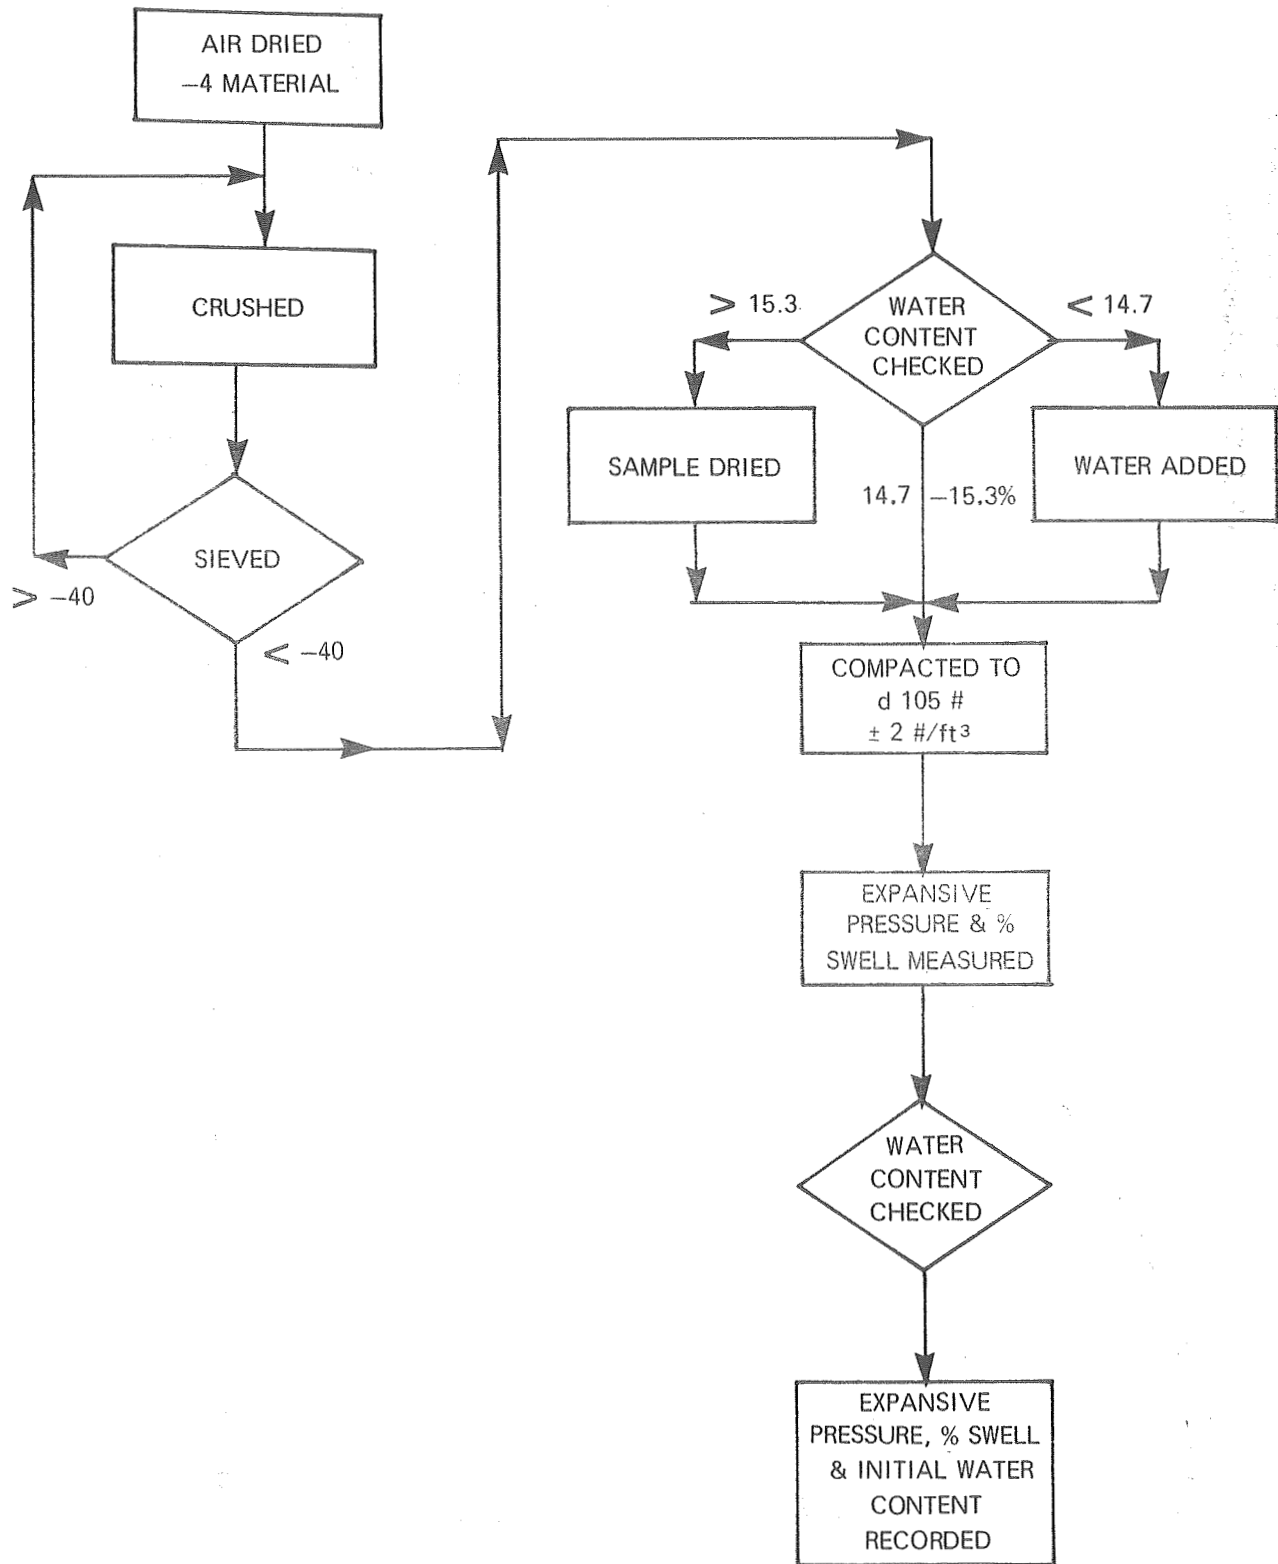 AIR DRIED
−4 MATERIAL
CRUSHED
SIEVED
> −40
< −40
WATER
CONTENT
CHECKED
> 15.3
< 14.7
SAMPLE DRIED
14.7 −15.3%
WATER ADDED
COMPACTED TO
d 105 #
± 2 #/ft³
EXPANSIVE
PRESSURE & %
SWELL MEASURED
WATER
CONTENT
CHECKED
EXPANSIVE
PRESSURE, % SWELL
& INITIAL WATER
CONTENT
RECORDED